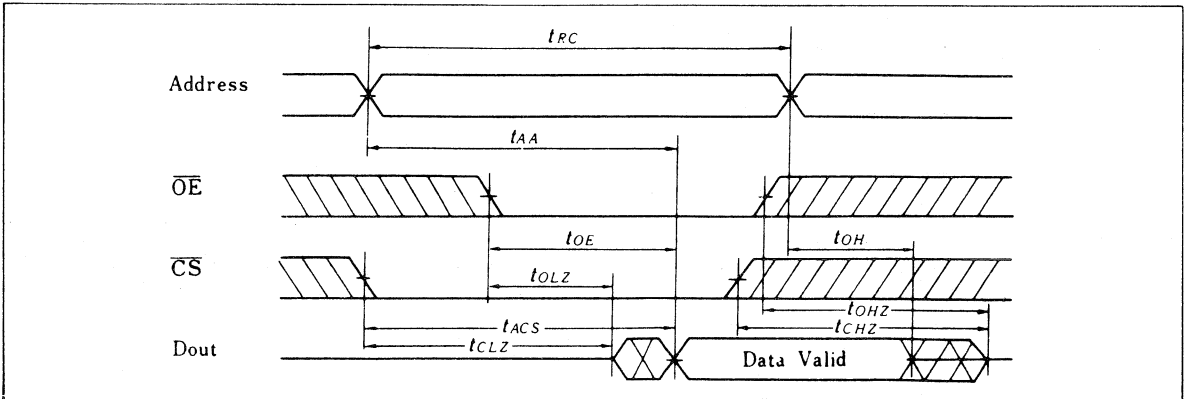 tRC
Address
tAA
OE
tOE
tOH
CS
tOLZ
tOHZ
tACS
tCHZ
tCLZ
Dout
Data Valid